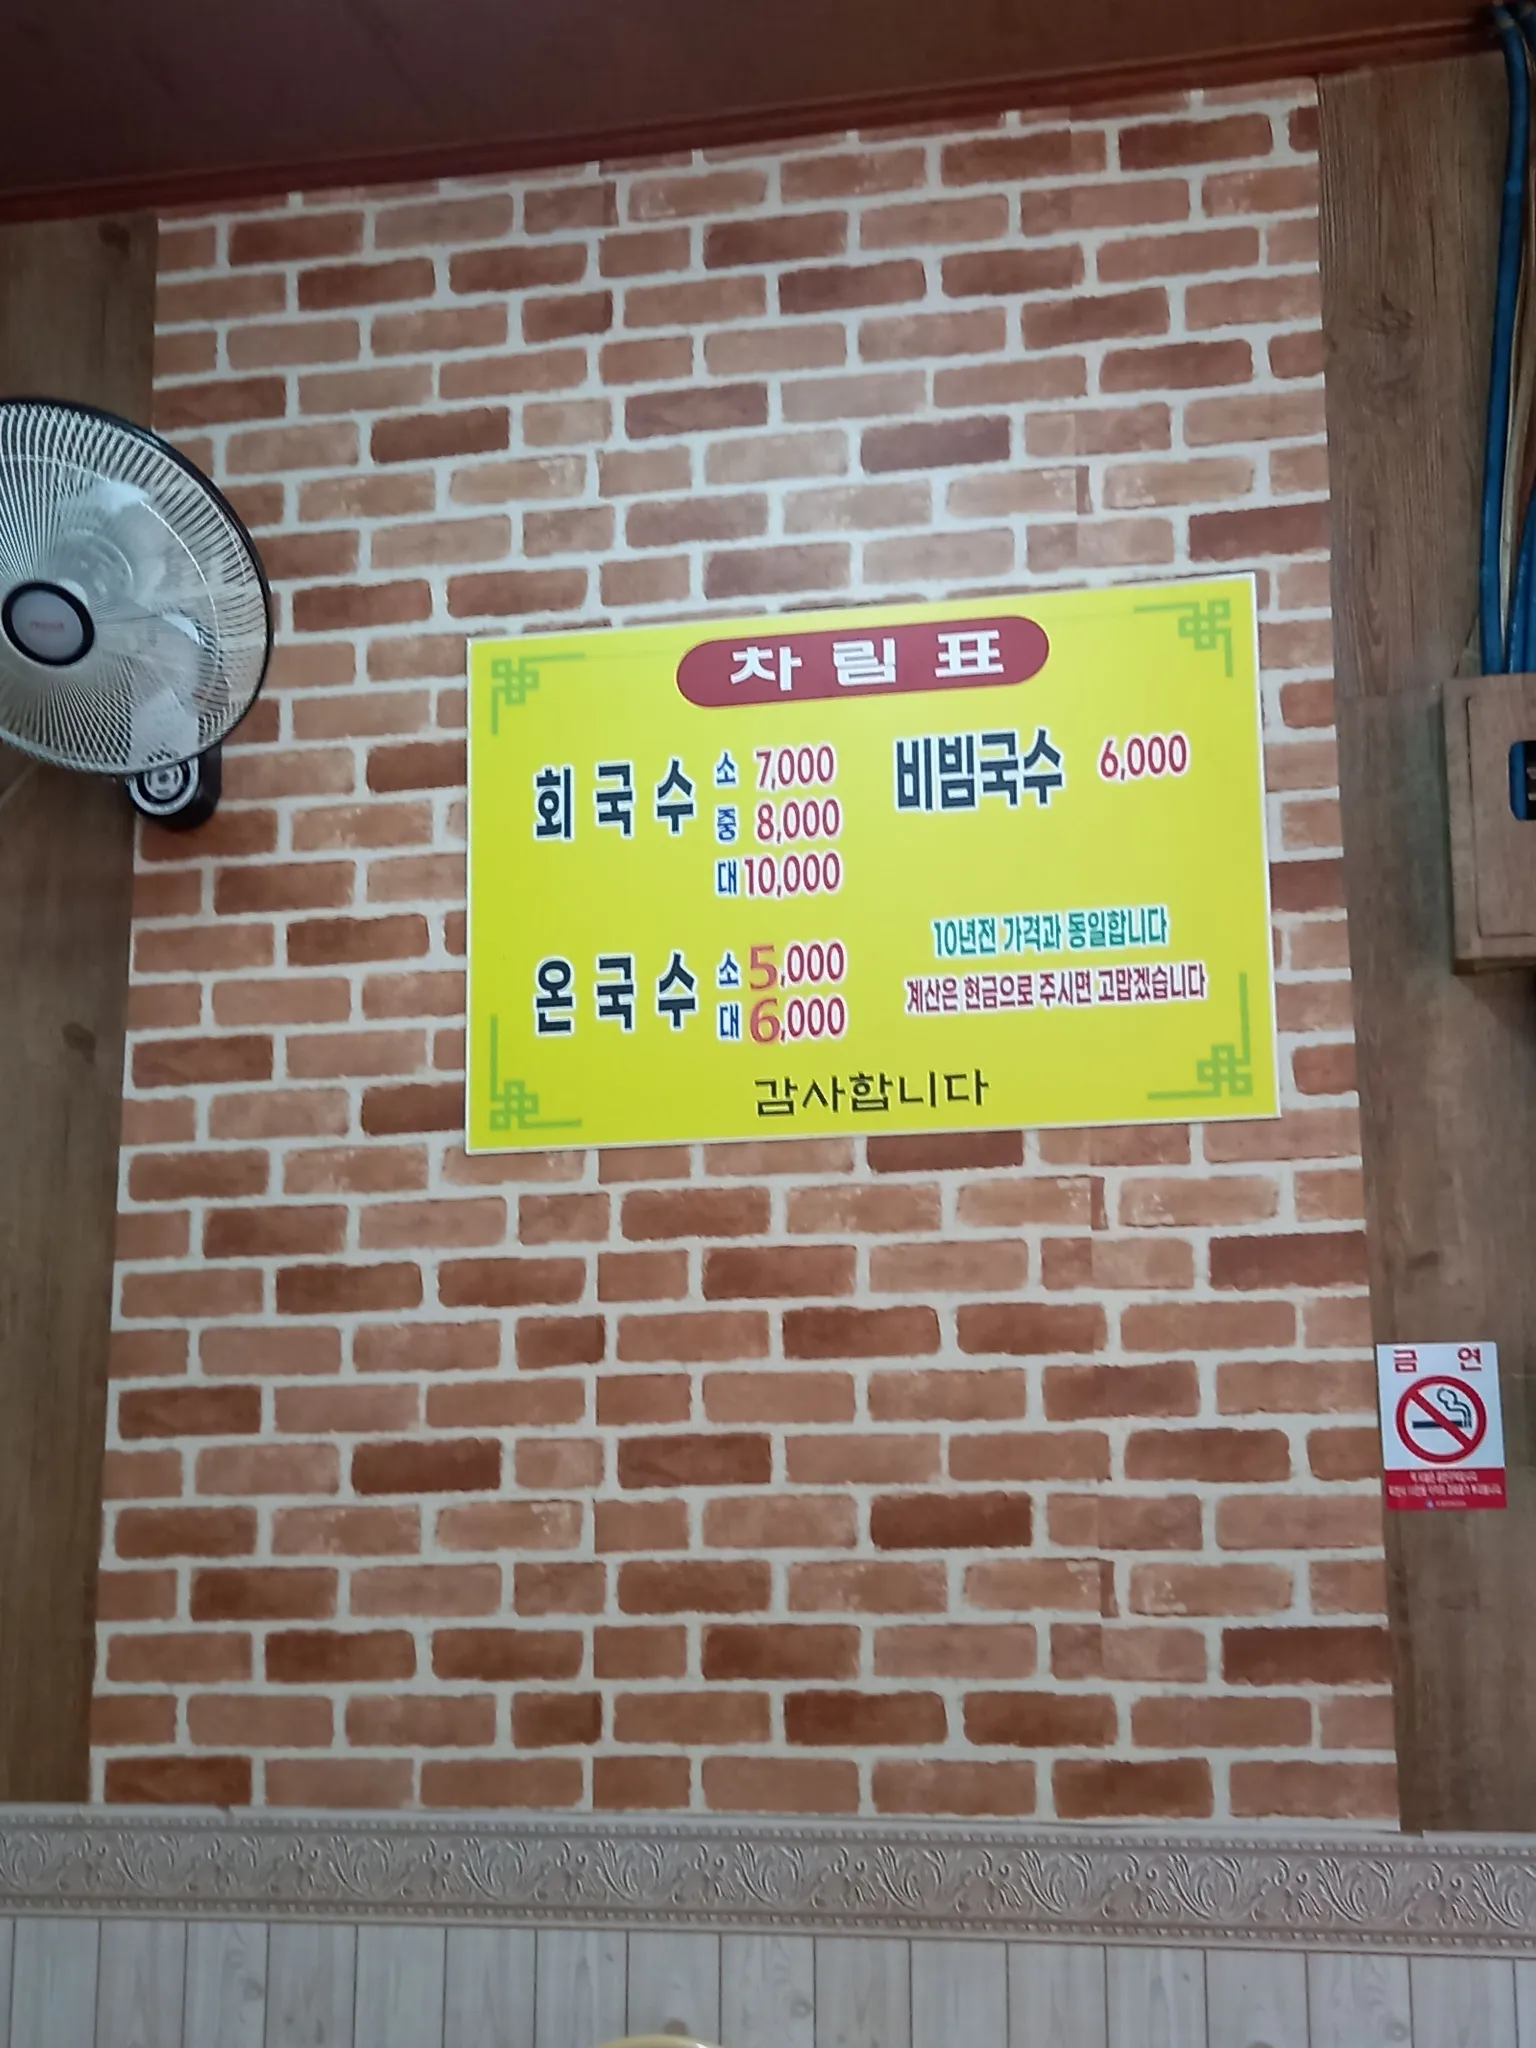 차림표
회국수 소 7,000
중 8,000
대 10,000
비빔국수 6,000
온국수 소 5,000
대 6,000
10년전 가격과 동일합니다
계산은 현금으로 주시면 고맙겠습니다
감사합니다
금연